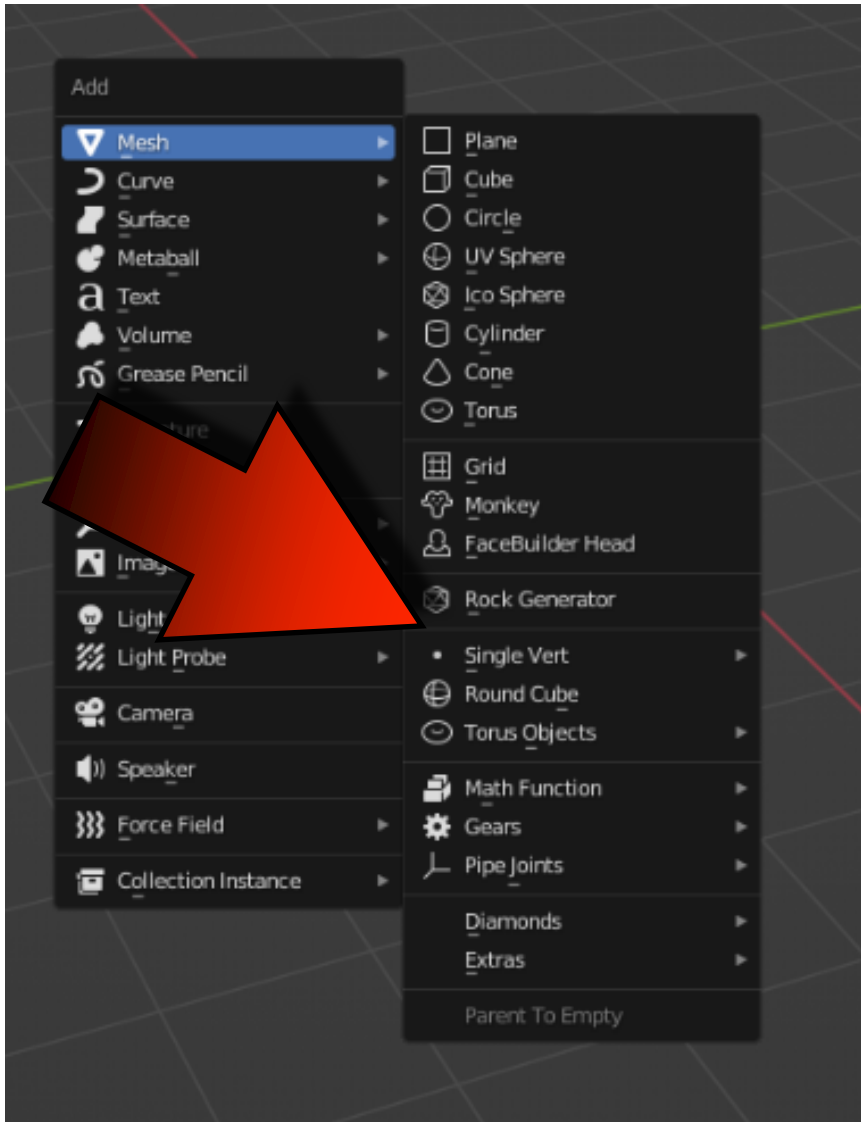 Add
Mesh
Curve
Surface
Metaball
Text
Volume
Grease Pencil
Light Probe
Camera
Speaker
Force Field
Collection Instance
Plane
Cube
Circle
UV Sphere
Ico Sphere
Cylinder
Cone
Torus
Grid
Monkey
FaceBuilder Head
Rock Generator
Single Vert
Round Cube
Torus Objects
Math Function
Gears
Pipe Joints
Diamonds
Extras
Parent To Empty